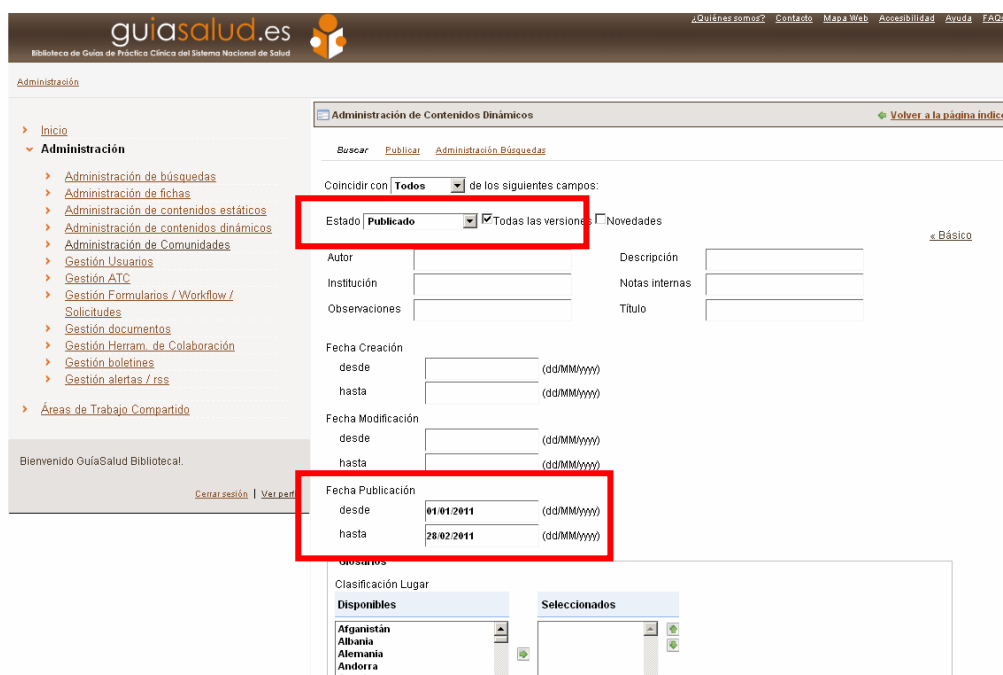 ¿Quiénes somos? Contacto Mapa Web Accesibilidad Ayuda FAQs
guiasalud.es
Biblioteca de Guías de Práctica Clínica del Sistema Nacional de Salud
Administración
Inicio
Administración
Administración de búsquedas
Administración de fichas
Administración de contenidos estáticos
Administración de contenidos dinámicos
Administración de Comunidades
Gestión Usuarios
Gestión ATC
Gestión Formularios / Workflow /
Solicitudes
Gestión documentos
Gestión Herram. de Colaboración
Gestión boletines
Gestión alertas / rss
Áreas de Trabajo Compartido
Bienvenido GuíaSalud Biblioteca!.
Cerrar sesión | Ver perf
Administración de Contenidos Dinámicos
Volver a la página índice
Buscar Publicar Administración Búsquedas
Coincidir con Todos de los siguientes campos:
Estado Publicado Todas las versiones Novedades
« Básico
Autor Descripción
Institución Notas internas
Observaciones Título
Fecha Creación
desde (dd/MM/yyyy)
hasta (dd/MM/yyyy)
Fecha Modificación
desde (dd/MM/yyyy)
hasta (dd/MM/yyyy)
Fecha Publicación
desde 01/01/2011 (dd/MM/yyyy)
hasta 28/02/2011 (dd/MM/yyyy)
Glosarios
Clasificación Lugar
Disponibles Seleccionados
Afganistán
Albania
Alemania
Andorra